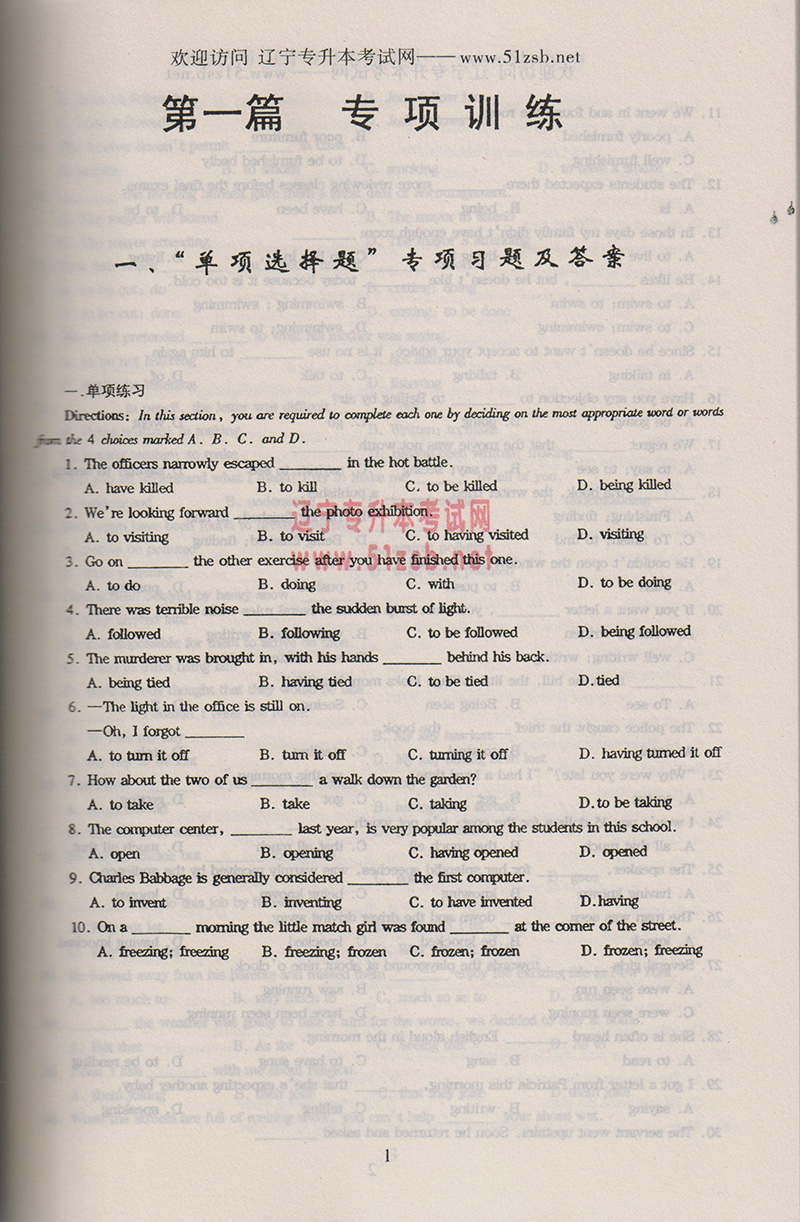 欢迎访问 辽宁专升本考试网——www.51zsb.net
第一篇 专项训练
一、“单项选择题”专项习题及答案
一.单项练习
Directions: In this section, you are required to complete each one by deciding on the most appropriate word or words
from the 4 choices marked A. B. C. and D.
1. The officers narrowly escaped ________ in the hot battle.
A. have killed B. to kill C. to be killed D. being killed
2. We're looking forward ________ the photo exhibition.
A. to visiting B. to visit C. to having visited D. visiting
3. Go on ________ the other exercise after you have finished this one.
A. to do B. doing C. with D. to be doing
4. There was terrible noise ________ the sudden burst of light.
A. followed B. following C. to be followed D. being followed
5. The murderer was brought in, with his hands ________ behind his back.
A. being tied B. having tied C. to be tied D.tied
6. —The light in the office is still on.
—Oh, I forgot ________
A. to turn it off B. turn it off C. turning it off D. having turned it off
7. How about the two of us ________ a walk down the garden?
A. to take B. take C. taking D.to be taking
8. The computer center, ________ last year, is very popular among the students in this school.
A. open B. opening C. having opened D. opened
9. Charles Babbage is generally considered ________ the first computer.
A. to invent B. inventing C. to have invented D.having
10. On a ________ morning the little match girl was found ________ at the corner of the street.
A. freezing; freezing B. freezing; frozen C. frozen; frozen D. frozen; freezing
辽宁专升本考试网
www.51zsb.net
1